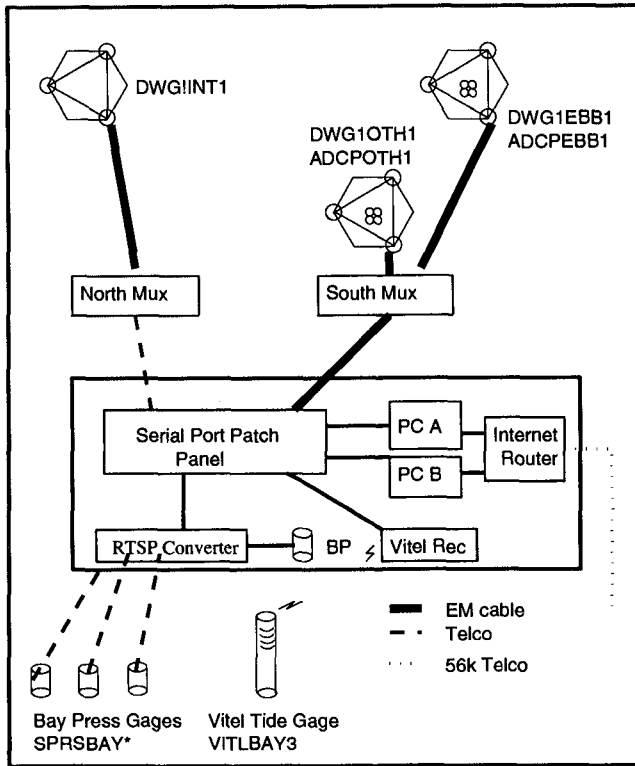 DWG!INT1
DWG1EBB1
ADCPEBB1
DWG1OTH1
ADCPOTH1
North Mux
South Mux
Serial Port Patch
Panel
PC A
PC B
Internet
Router
RTSP Converter
BP
Vitel Rec
EM cable
Telco
56k Telco
Bay Press Gages
SPRSBAY*
Vitel Tide Gage
VITLBAY3